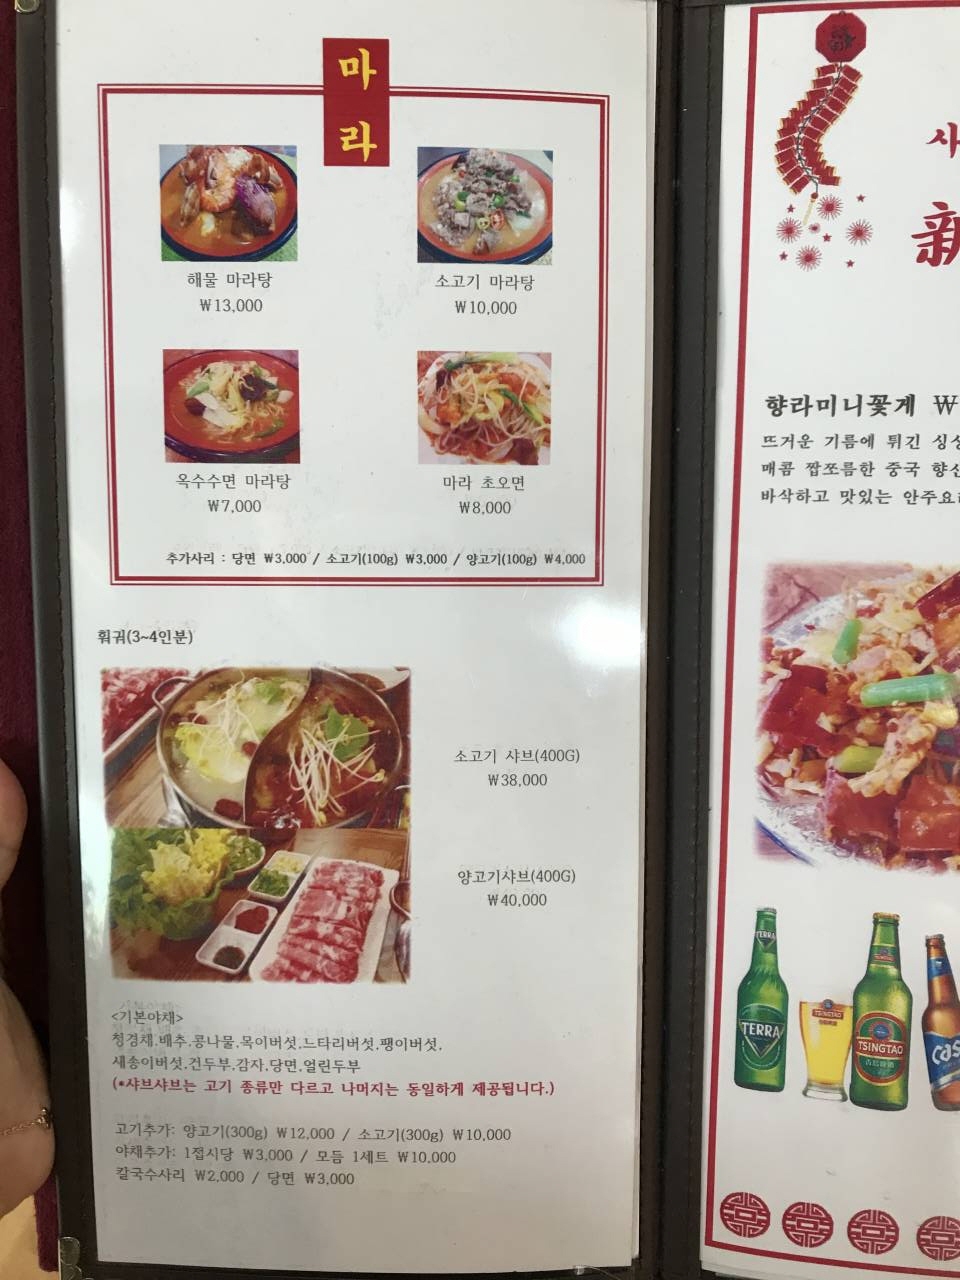 마
라
해물 마라탕
₩13,000
소고기 마라탕
₩10,000
옥수수면 마라탕
₩7,000
마라 초오면
₩8,000
추가사리 : 당면 ₩3,000 / 소고기(100g) ₩3,000 / 양고기(100g) ₩4,000
훠궈(3~4인분)
소고기 샤브(400G)
₩38,000
양고기샤브(400G)
₩40,000
<기본야채>
청경채,배추,콩나물,목이버섯,느타리버섯,팽이버섯,
새송이버섯,건두부,감자,당면,얼린두부
(*샤브샤브는 고기 종류만 다르고 나머지는 동일하게 제공됩니다.)
고기추가: 양고기(300g) ₩12,000 / 소고기(300g) ₩10,000
야채추가: 1접시당 ₩3,000 / 모듬 1세트 ₩10,000
칼국수사리 ₩2,000 / 당면 ₩3,000
사
新
향라미니꽃게 ₩
뜨거운 기름에 튀긴 싱싱
매콤 짭쪼름한 중국 향신
바삭하고 맛있는 안주요리
TERRA
TERRA
TSINGTAO
TSINGTAO
TSINGTAO
Cas